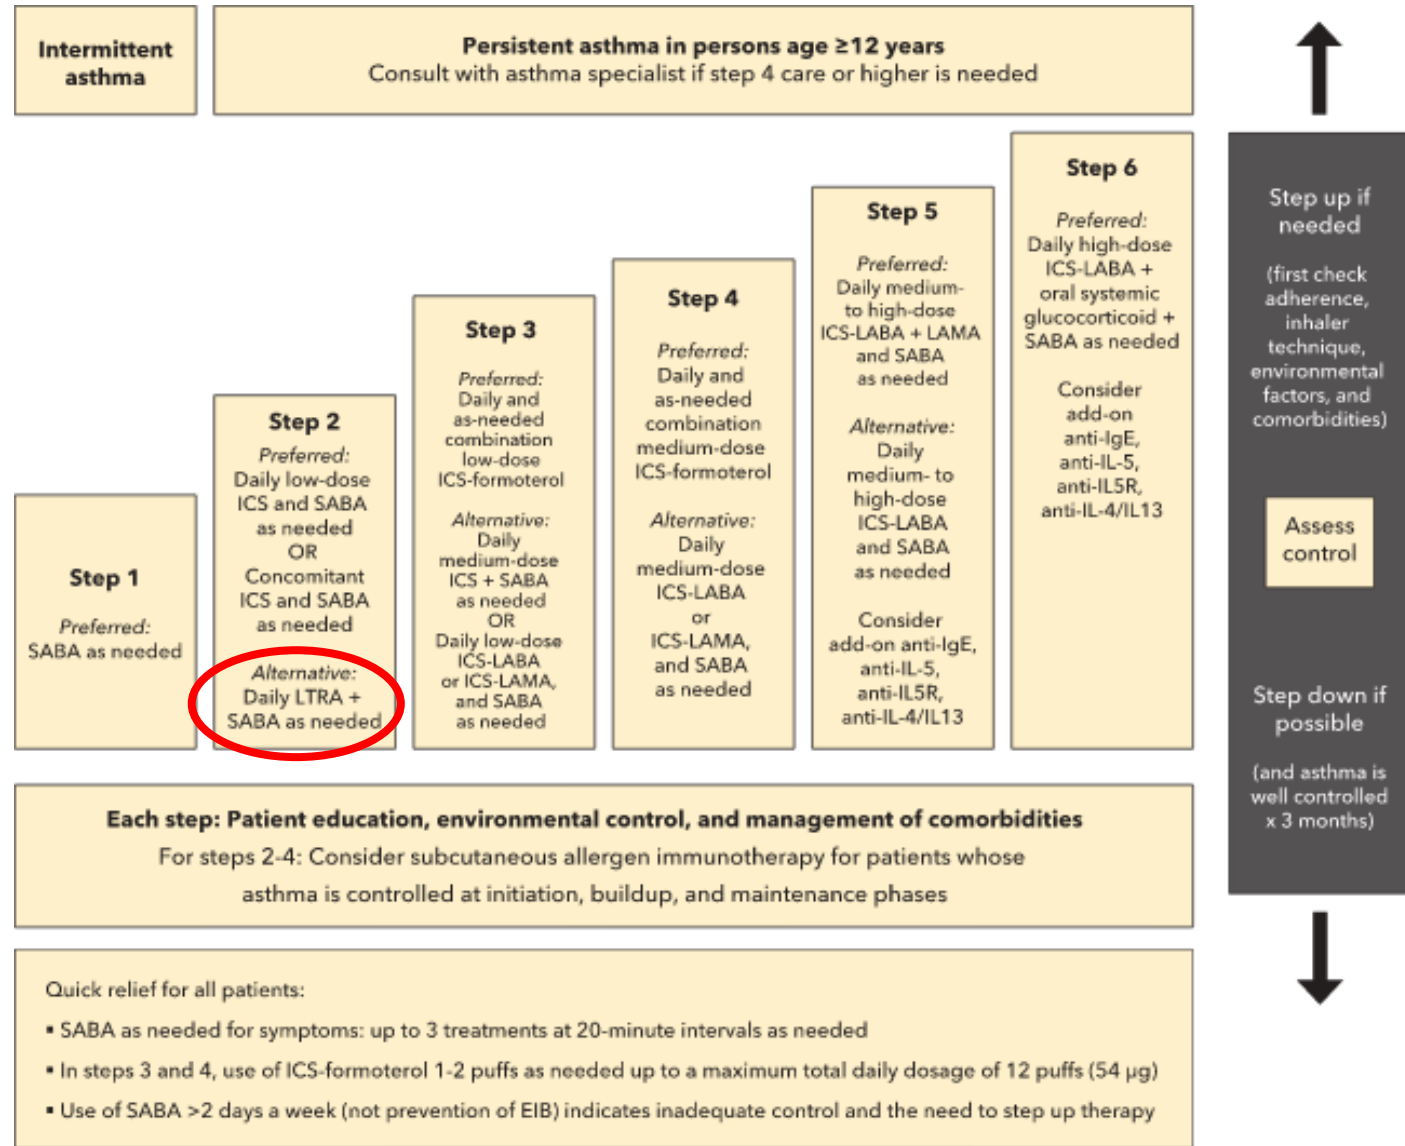 Intermittent
asthma
Persistent asthma in persons age ≥12 years
Consult with asthma specialist if step 4 care or higher is needed
Step 1
Preferred:
SABA as needed
Step 2
Preferred:
Daily low-dose
ICS and SABA
as needed
OR
Concomitant
ICS and SABA
as needed
Alternative:
Daily LTRA +
SABA as needed
Step 3
Preferred:
Daily and
as-needed
combination
low-dose
ICS-formoterol
Alternative:
Daily
medium-dose
ICS + SABA
as needed
OR
Daily low-dose
ICS-LABA
or ICS-LAMA,
and SABA
as needed
Step 4
Preferred:
Daily and
as-needed
combination
medium-dose
ICS-formoterol
Alternative:
Daily
medium-dose
ICS-LABA
or
ICS-LAMA,
and SABA
as needed
Step 5
Preferred:
Daily medium-
to high-dose
ICS-LABA + LAMA
and SABA
as needed
Alternative:
Daily
medium- to
high-dose
ICS-LABA
and SABA
as needed
Consider
add-on anti-IgE,
anti-IL-5,
anti-IL5R,
anti-IL-4/IL13
Step 6
Preferred:
Daily high-dose
ICS-LABA +
oral systemic
glucocorticoid +
SABA as needed
Consider
add-on
anti-IgE,
anti-IL-5,
anti-IL5R,
anti-IL-4/IL13
Step up if
needed
(first check
adherence,
inhaler
technique,
environmental
factors, and
comorbidities)
Assess
control
Step down if
possible
(and asthma is
well controlled
x 3 months)
Each step: Patient education, environmental control, and management of comorbidities
For steps 2-4: Consider subcutaneous allergen immunotherapy for patients whose
asthma is controlled at initiation, buildup, and maintenance phases
Quick relief for all patients:
▪ SABA as needed for symptoms: up to 3 treatments at 20-minute intervals as needed
▪ In steps 3 and 4, use of ICS-formoterol 1-2 puffs as needed up to a maximum total daily dosage of 12 puffs (54 µg)
▪ Use of SABA >2 days a week (not prevention of EIB) indicates inadequate control and the need to step up therapy